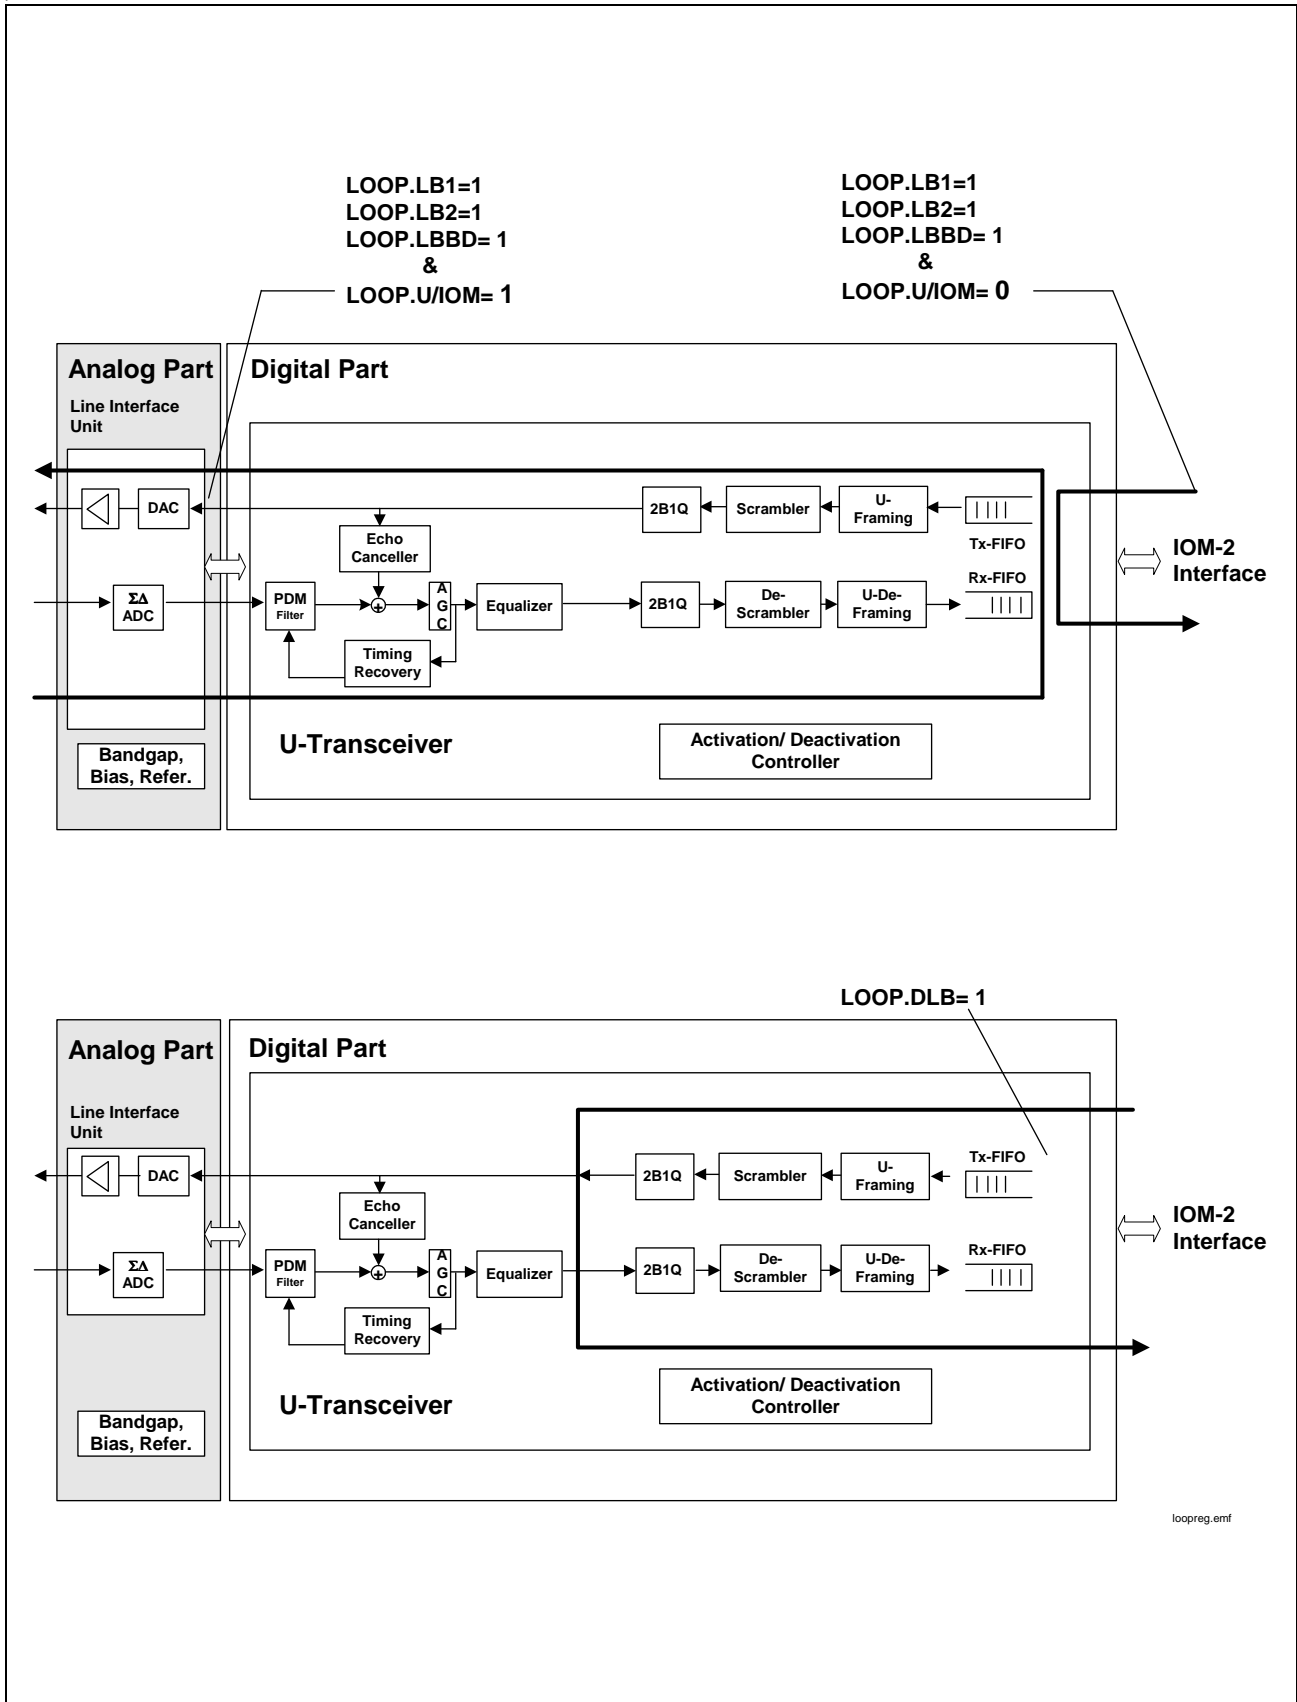 LOOP.LB1=1
LOOP.LB2=1
LOOP.LBBD= 1
&
LOOP.U/IOM= 1
LOOP.LB1=1
LOOP.LB2=1
LOOP.LBBD= 1
&
LOOP.U/IOM= 0
Analog Part
Digital Part
Line Interface
Unit
DAC
2B1Q
Scrambler
U-
Framing
Tx-FIFO
Echo
Canceller
IOM-2
Interface
Rx-FIFO
ΣΔ
ADC
PDM
Filter
+
A
G
C
Equalizer
2B1Q
De-
Scrambler
U-De-
Framing
Timing
Recovery
U-Transceiver
Activation/ Deactivation
Controller
Bandgap,
Bias, Refer.
LOOP.DLB= 1
Analog Part
Digital Part
Line Interface
Unit
DAC
2B1Q
Scrambler
U-
Framing
Tx-FIFO
Echo
Canceller
IOM-2
Interface
Rx-FIFO
ΣΔ
ADC
PDM
Filter
+
A
G
C
Equalizer
2B1Q
De-
Scrambler
U-De-
Framing
Timing
Recovery
U-Transceiver
Activation/ Deactivation
Controller
Bandgap,
Bias, Refer.
loopreg.emf